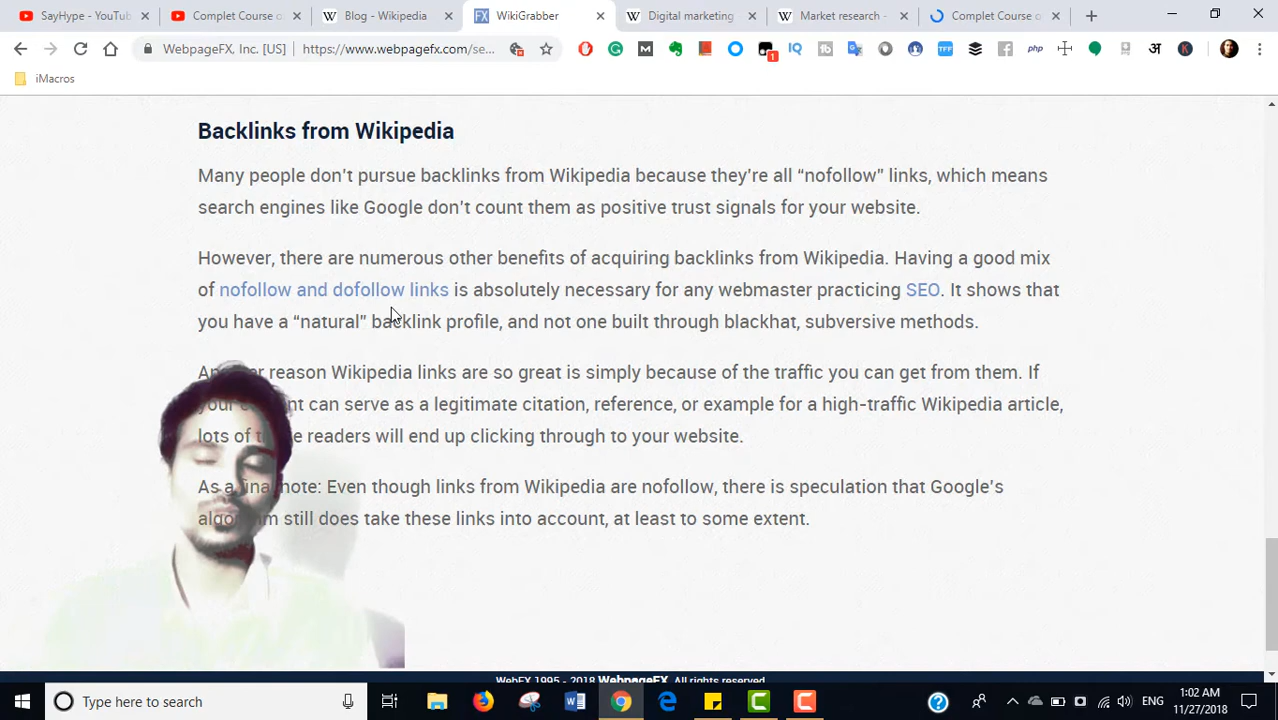 SayHype - YouTube
Complet Course o
Blog - Wikipedia
WikiGrabber
Digital marketing
Market research -
Complet Course o
WebpageFX, Inc. [US]
https://www.webpagefx.com/se...
1
TFF
php
iMacros
Backlinks from Wikipedia
Many people don't pursue backlinks from Wikipedia because they're all “nofollow” links, which means
search engines like Google don't count them as positive trust signals for your website.
However, there are numerous other benefits of acquiring backlinks from Wikipedia. Having a good mix
of nofollow and dofollow links is absolutely necessary for any webmaster practicing SEO. It shows that
you have a “natural” backlink profile, and not one built through blackhat, subversive methods.
reason Wikipedia links are so great is simply because of the traffic you can get from them. If
can serve as a legitimate citation, reference, or example for a high-traffic Wikipedia article,
lots of readers will end up clicking through to your website.
As a final note: Even though links from Wikipedia are nofollow, there is speculation that Google's
algorithm still does take these links into account, at least to some extent.
WebFX 1995 - 2018 WebpageFX. All rights reserved
Type here to search
ENG
1:02 AM
11/27/2018